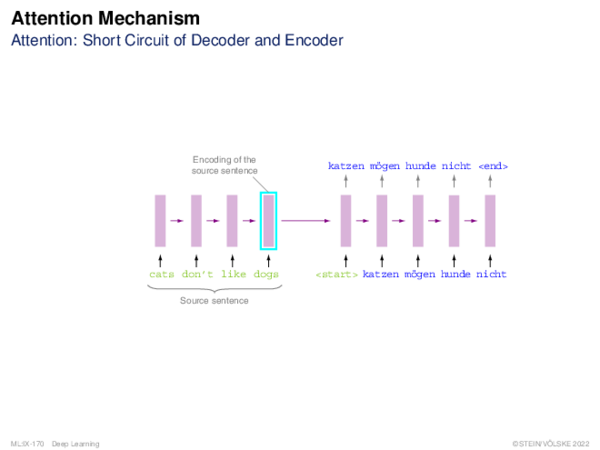 Attention Mechanism
Attention: Short Circuit of Decoder and Encoder
Encoding of the
source sentence
katzen mögen hunde nicht <end>
cats don't like dogs
<start> katzen mögen hunde nicht
Source sentence
ML:IX-170 Deep Learning
©STEIN/VÖLSKE 2022